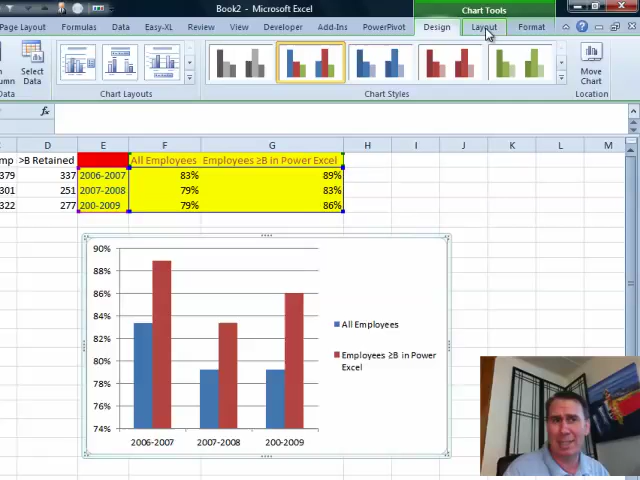 Book2 - Microsoft Excel
Chart Tools
Page Layout Formulas Data Easy-XL Review View Developer Add-Ins PowerPivot Design Layout Format
Select Data
Move Chart
Data Chart Layouts Chart Styles Location
fx
D E F G H I J K L M
mp >B Retained All Employees Employees ≥B in Power Excel
379 337 2006-2007 83% 89%
301 251 2007-2008 79% 83%
322 277 200-2009 79% 86%
90%
88%
86%
84%
82%
80%
78%
76%
74%
2006-2007 2007-2008 200-2009
All Employees
Employees ≥B in Power
Excel